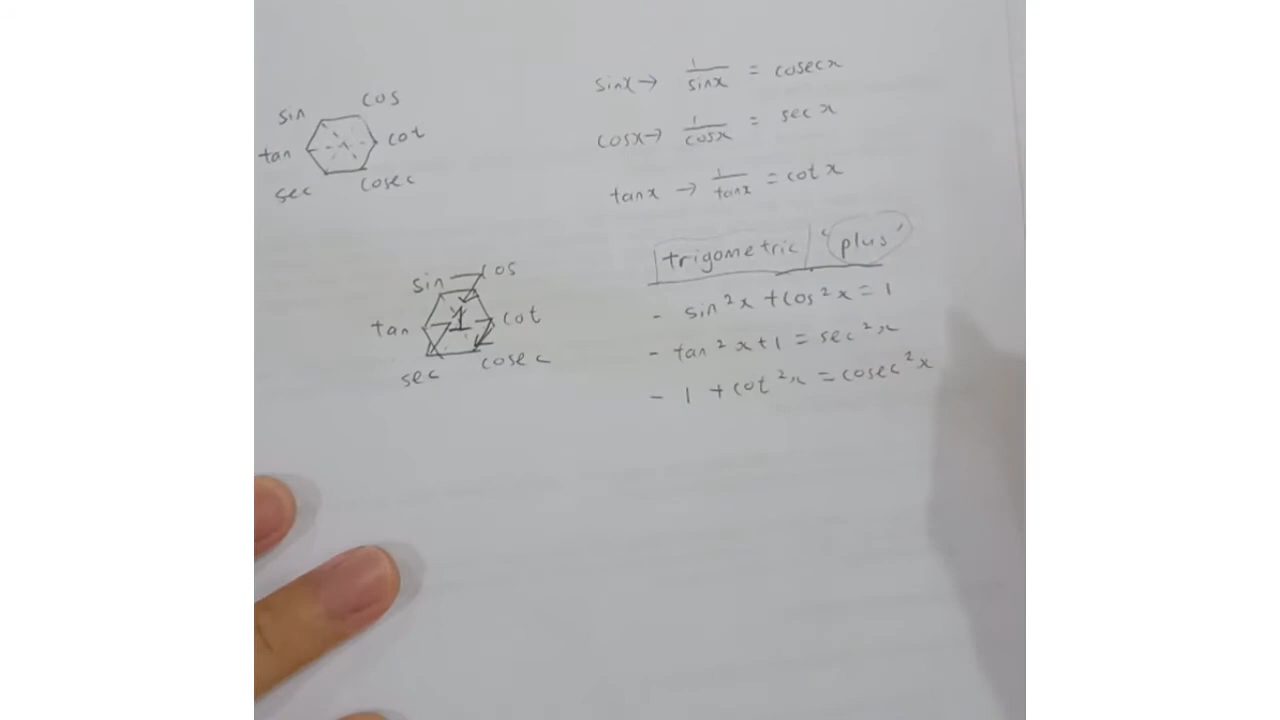 sin cos
tan cot
sec cosec
sinx → 1/sinx = cosecx
cosx → 1/cosx = sec x
tanx → 1/tanx = cot x
sin cos
tan 1 cot
sec cosec
trigometric 'plus'
- sin²x + cos²x = 1
- tan²x + 1 = sec²x
- 1 + cot²x = cosec²x